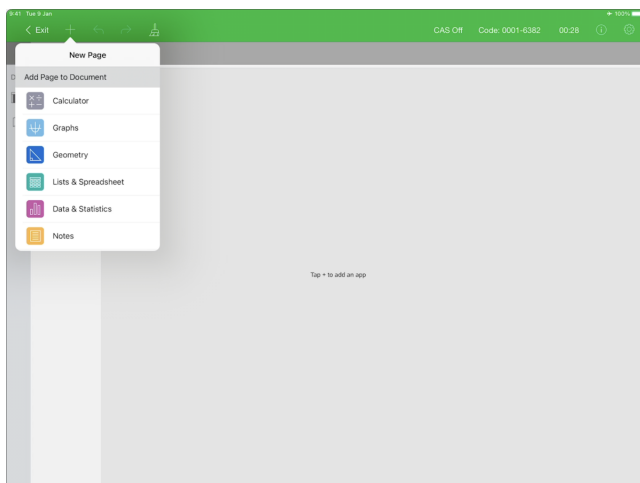 9:41 Tue 9 Jan
100%
Exit
CAS Off Code: 0001-6382 00:28
New Page
Add Page to Document
Calculator
Graphs
Geometry
Lists & Spreadsheet
Data & Statistics
Notes
D
Tap + to add an app